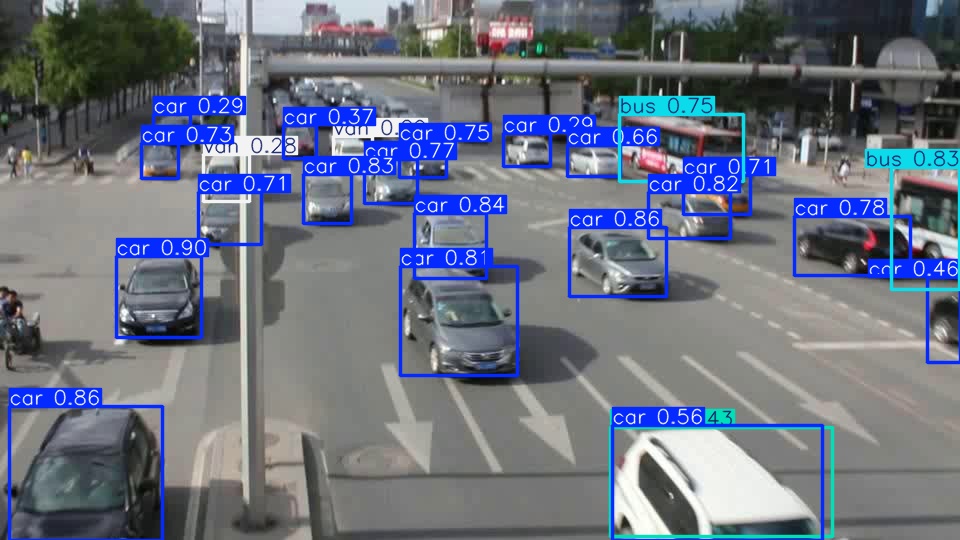 car 0.29
bus 0.75
car 0.37
car 0.29
car 0.73
car 0.75
car 0.66
van 0.28
car 0.77
bus 0.83
car 0.83
0.71
car 0.71
car 0.82
car 0.84
car 0.78
car 0.86
car 0.90
car 0.81
car 0.46
car 0.86
car 0.56
43